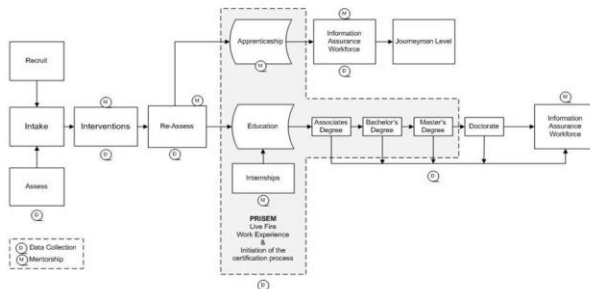 Recruit
Intake
Assess
D
M
Interventions
D
M
Re-Assess
D
Apprenticeship
M
M
Information
Assurance
Workforce
D
Journeyman Level
Education
Internships
M
Associates
Degree
Bachelor's
Degree
Master's
Degree
Doctorate
D
M
Information
Assurance
Workforce
PRISEM
Live Fire
Work Experience
&
Initiation of the
certification process
D
D Data Collection
M Mentorship